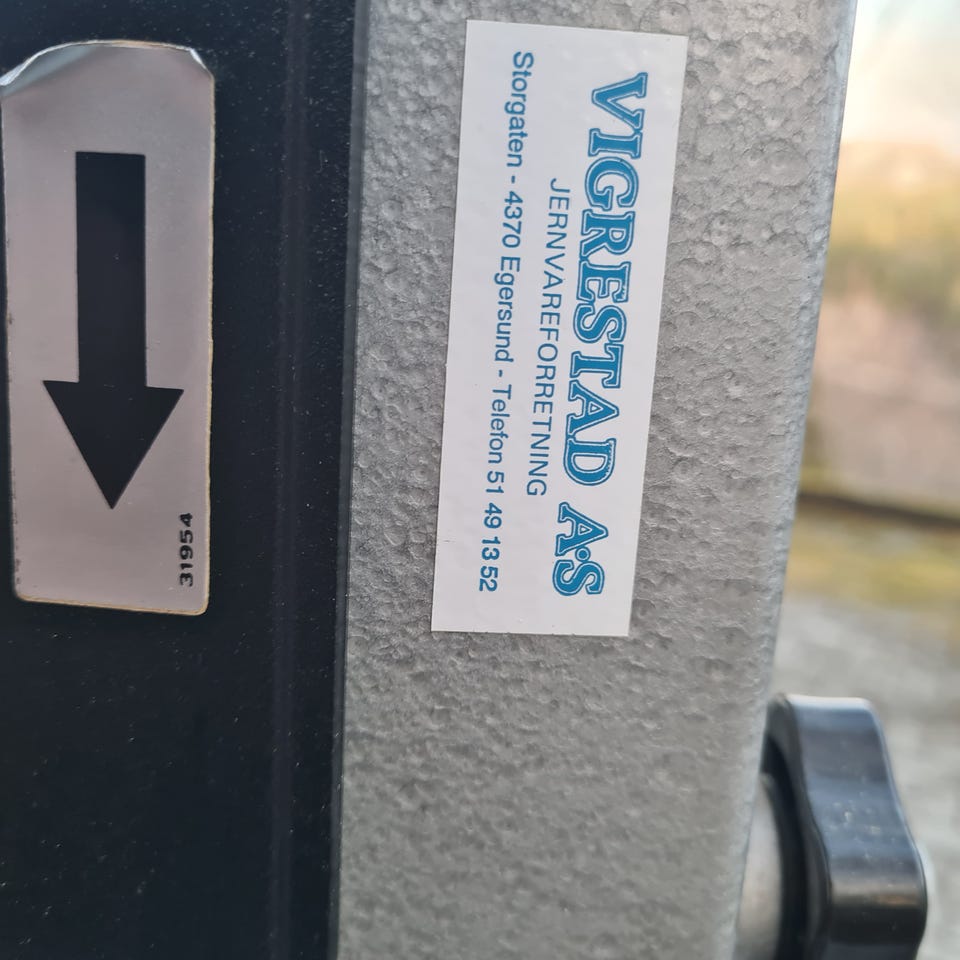 VIGRESTAD A·S
JERNVAREFORRETNING
Storgaten - 4370 Egersund - Telefon 51 49 13 52
31954